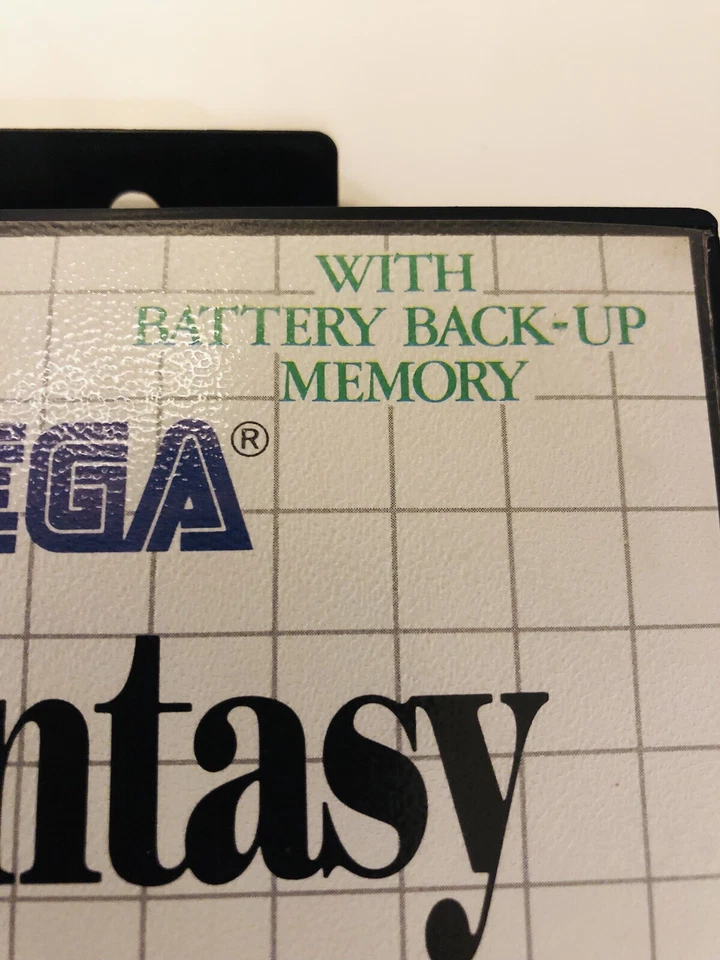 WITH
BATTERY BACK-UP
MEMORY
EGA®
ntasy